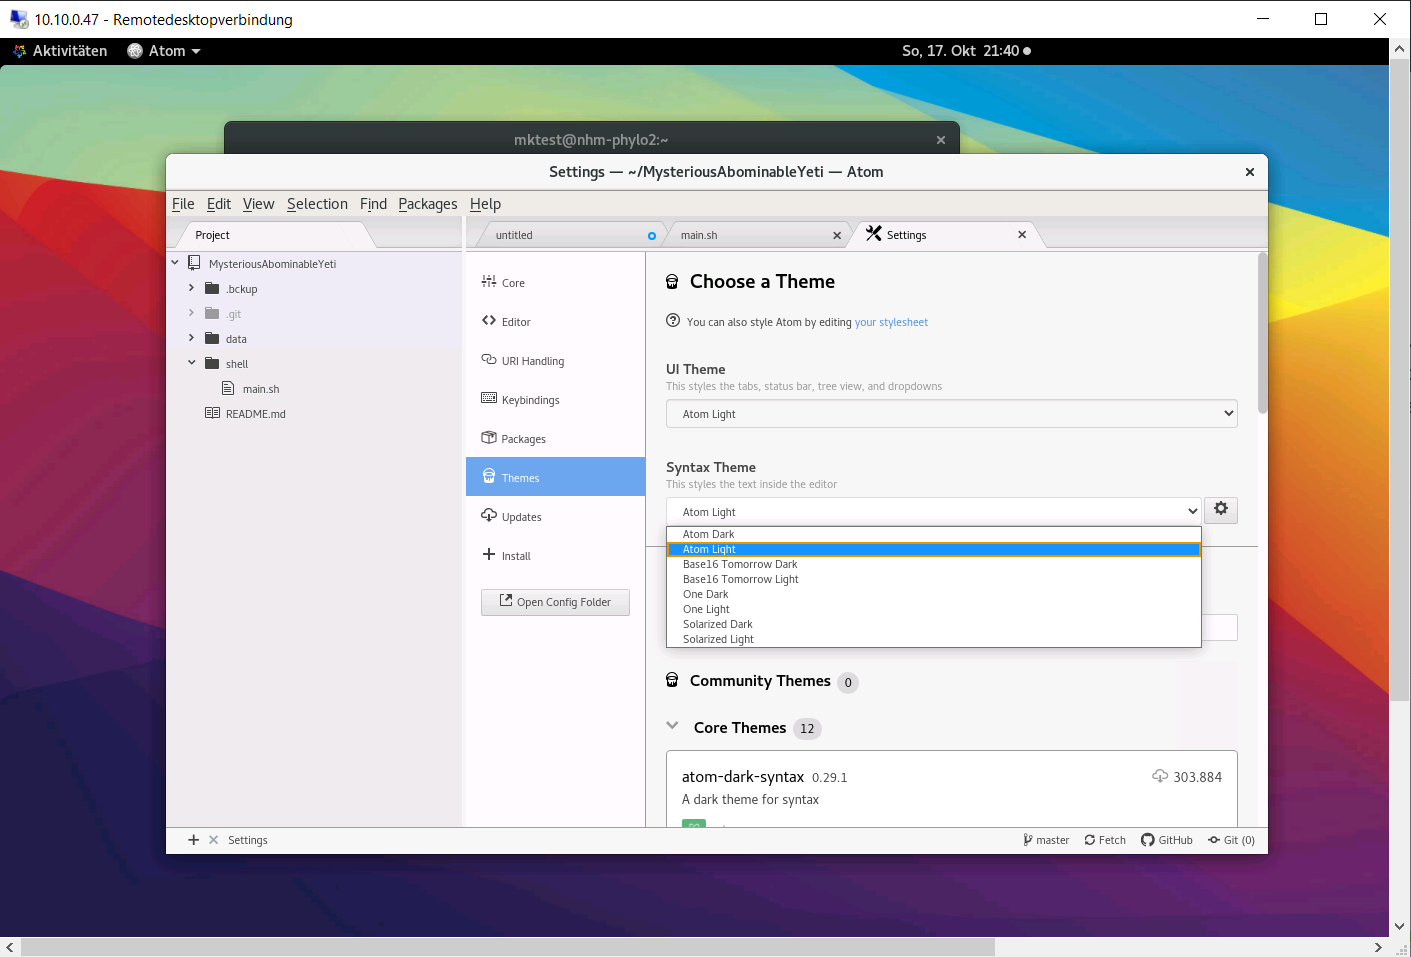 10.10.0.47 - Remotedesktopverbindung
Aktivitäten Atom So, 17. Okt 21:40
mktest@nhm-phylo2:~
Settings — ~/MysteriousAbominableYeti — Atom
File Edit View Selection Find Packages Help
Project untitled main.sh Settings
MysteriousAbominableYeti
.bckup
.git
data
shell
main.sh
README.md
Core
Editor
URI Handling
Keybindings
Packages
Themes
Updates
Install
Open Config Folder
Choose a Theme
You can also style Atom by editing your stylesheet
UI Theme
This styles the tabs, status bar, tree view, and dropdowns
Atom Light
Syntax Theme
This styles the text inside the editor
Atom Light
Atom Dark
Atom Light
Base16 Tomorrow Dark
Base16 Tomorrow Light
One Dark
One Light
Solarized Dark
Solarized Light
Community Themes 0
Core Themes 12
atom-dark-syntax 0.29.1 303.884
A dark theme for syntax
Settings master Fetch GitHub Git (0)